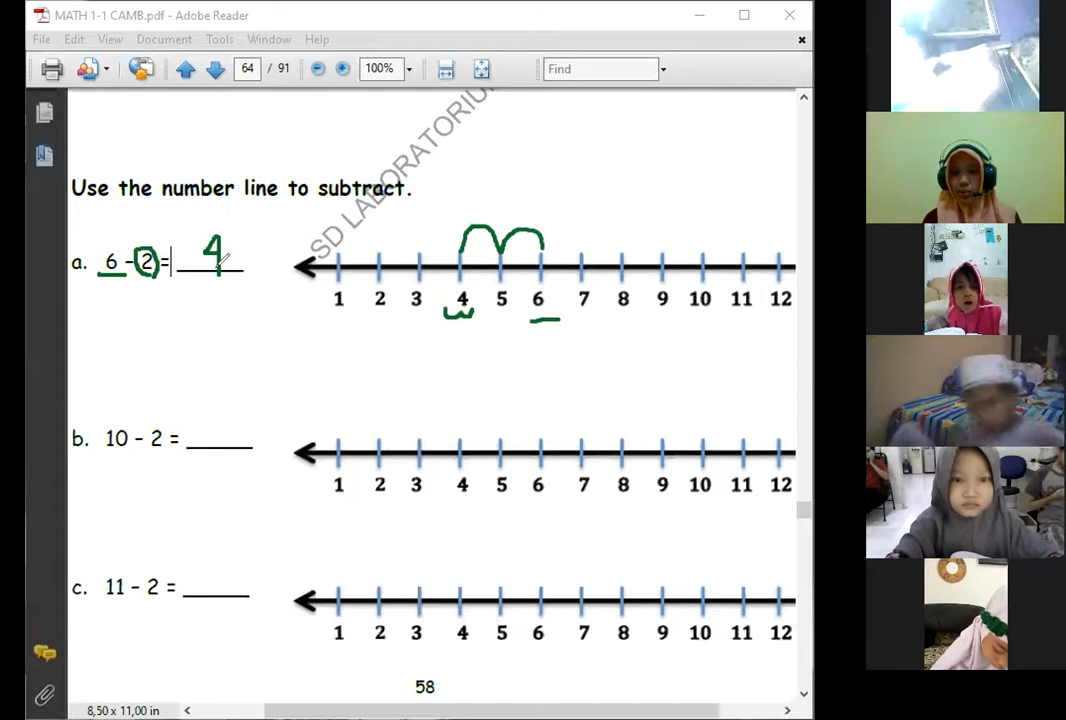 MATH 1-1 CAMB.pdf - Adobe Reader
File Edit View Document Tools Window Help
64 / 91 100% Find
SD LABORATORIU
Use the number line to subtract.
a. 6 - 2 = 4
1 2 3 4 5 6 7 8 9 10 11 12
b. 10 - 2 = ______
1 2 3 4 5 6 7 8 9 10 11 12
c. 11 - 2 = ______
1 2 3 4 5 6 7 8 9 10 11 12
58
8,50 x 11,00 in